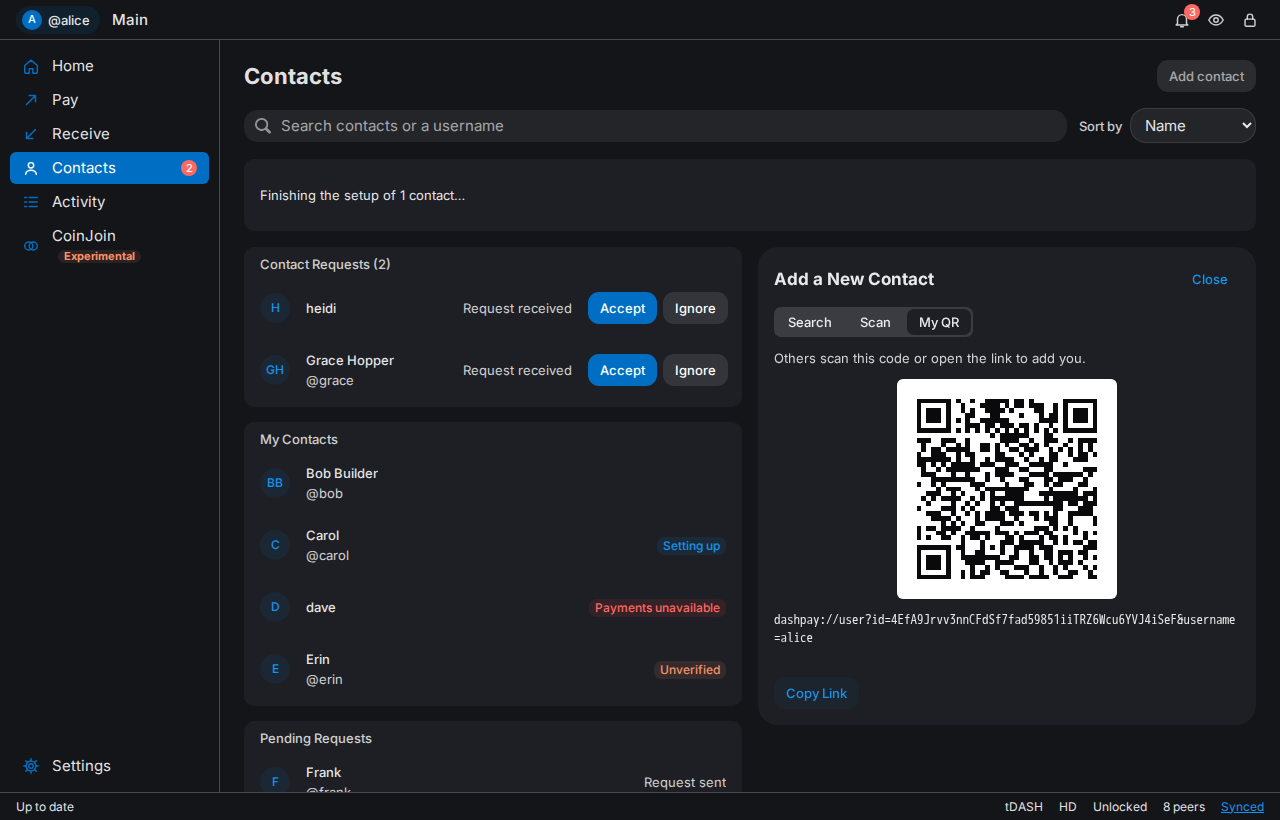 A @alice Main 3
Home
Pay
Receive
Contacts 2
Activity
CoinJoin
Experimental
Settings
Contacts
Add contact
Search contacts or a username
Sort by Name
Finishing the setup of 1 contact...
Contact Requests (2)
H heidi Request received Accept Ignore
GH Grace Hopper
@grace
Request received Accept Ignore
My Contacts
BB Bob Builder
@bob
C Carol
@carol
Setting up
D dave Payments unavailable
E Erin
@erin
Unverified
Pending Requests
F Frank
@frank
Request sent
Add a New Contact Close
Search Scan My QR
Others scan this code or open the link to add you.
dashpay://user?id=4EfA9Jrvv3nnCFdSf7fad59851iiTRZ6Wcu6YVJ4iSeF&username
=alice
Copy Link
Up to date tDASH HD Unlocked 8 peers Synced